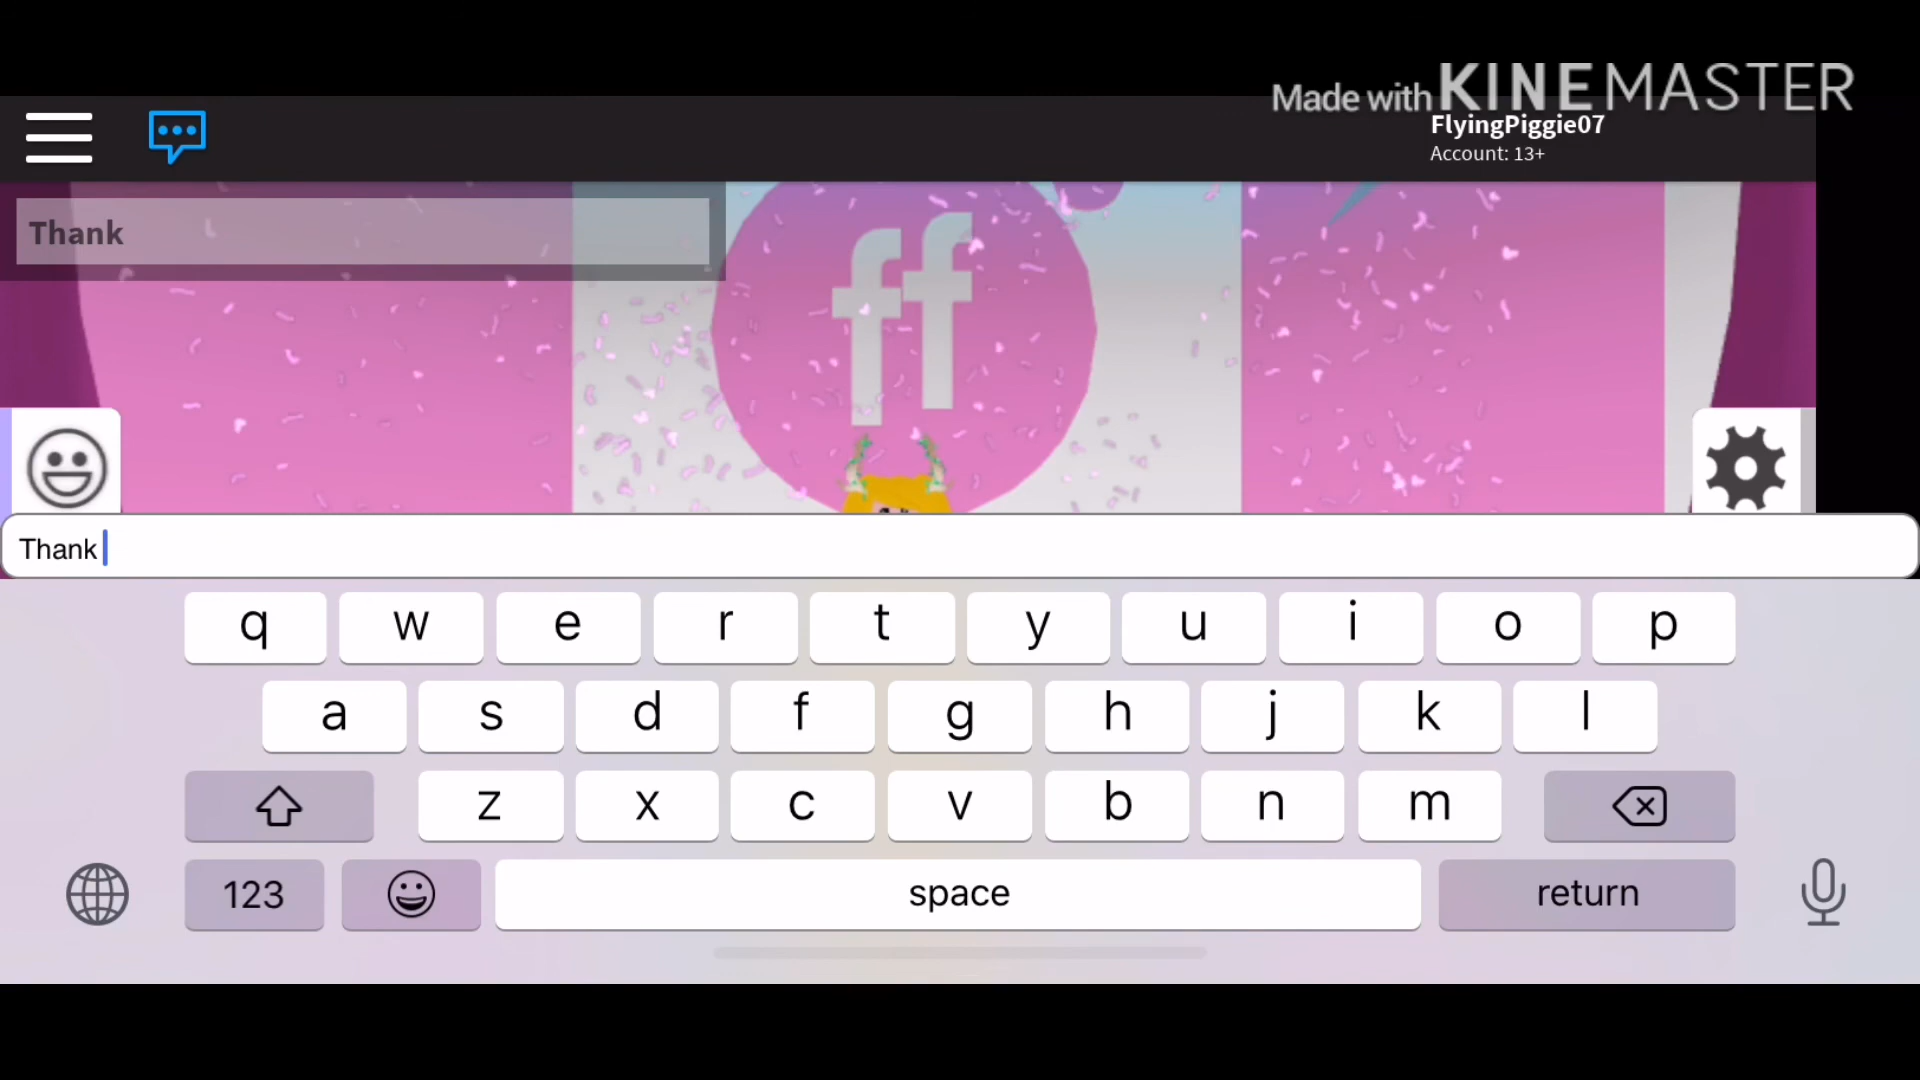 Made with KINEMASTER
FlyingPiggie07
Account: 13+
Thank
ff
Thank
q w e r t y u i o p
a s d f g h j k l
z x c v b n m
123 space return